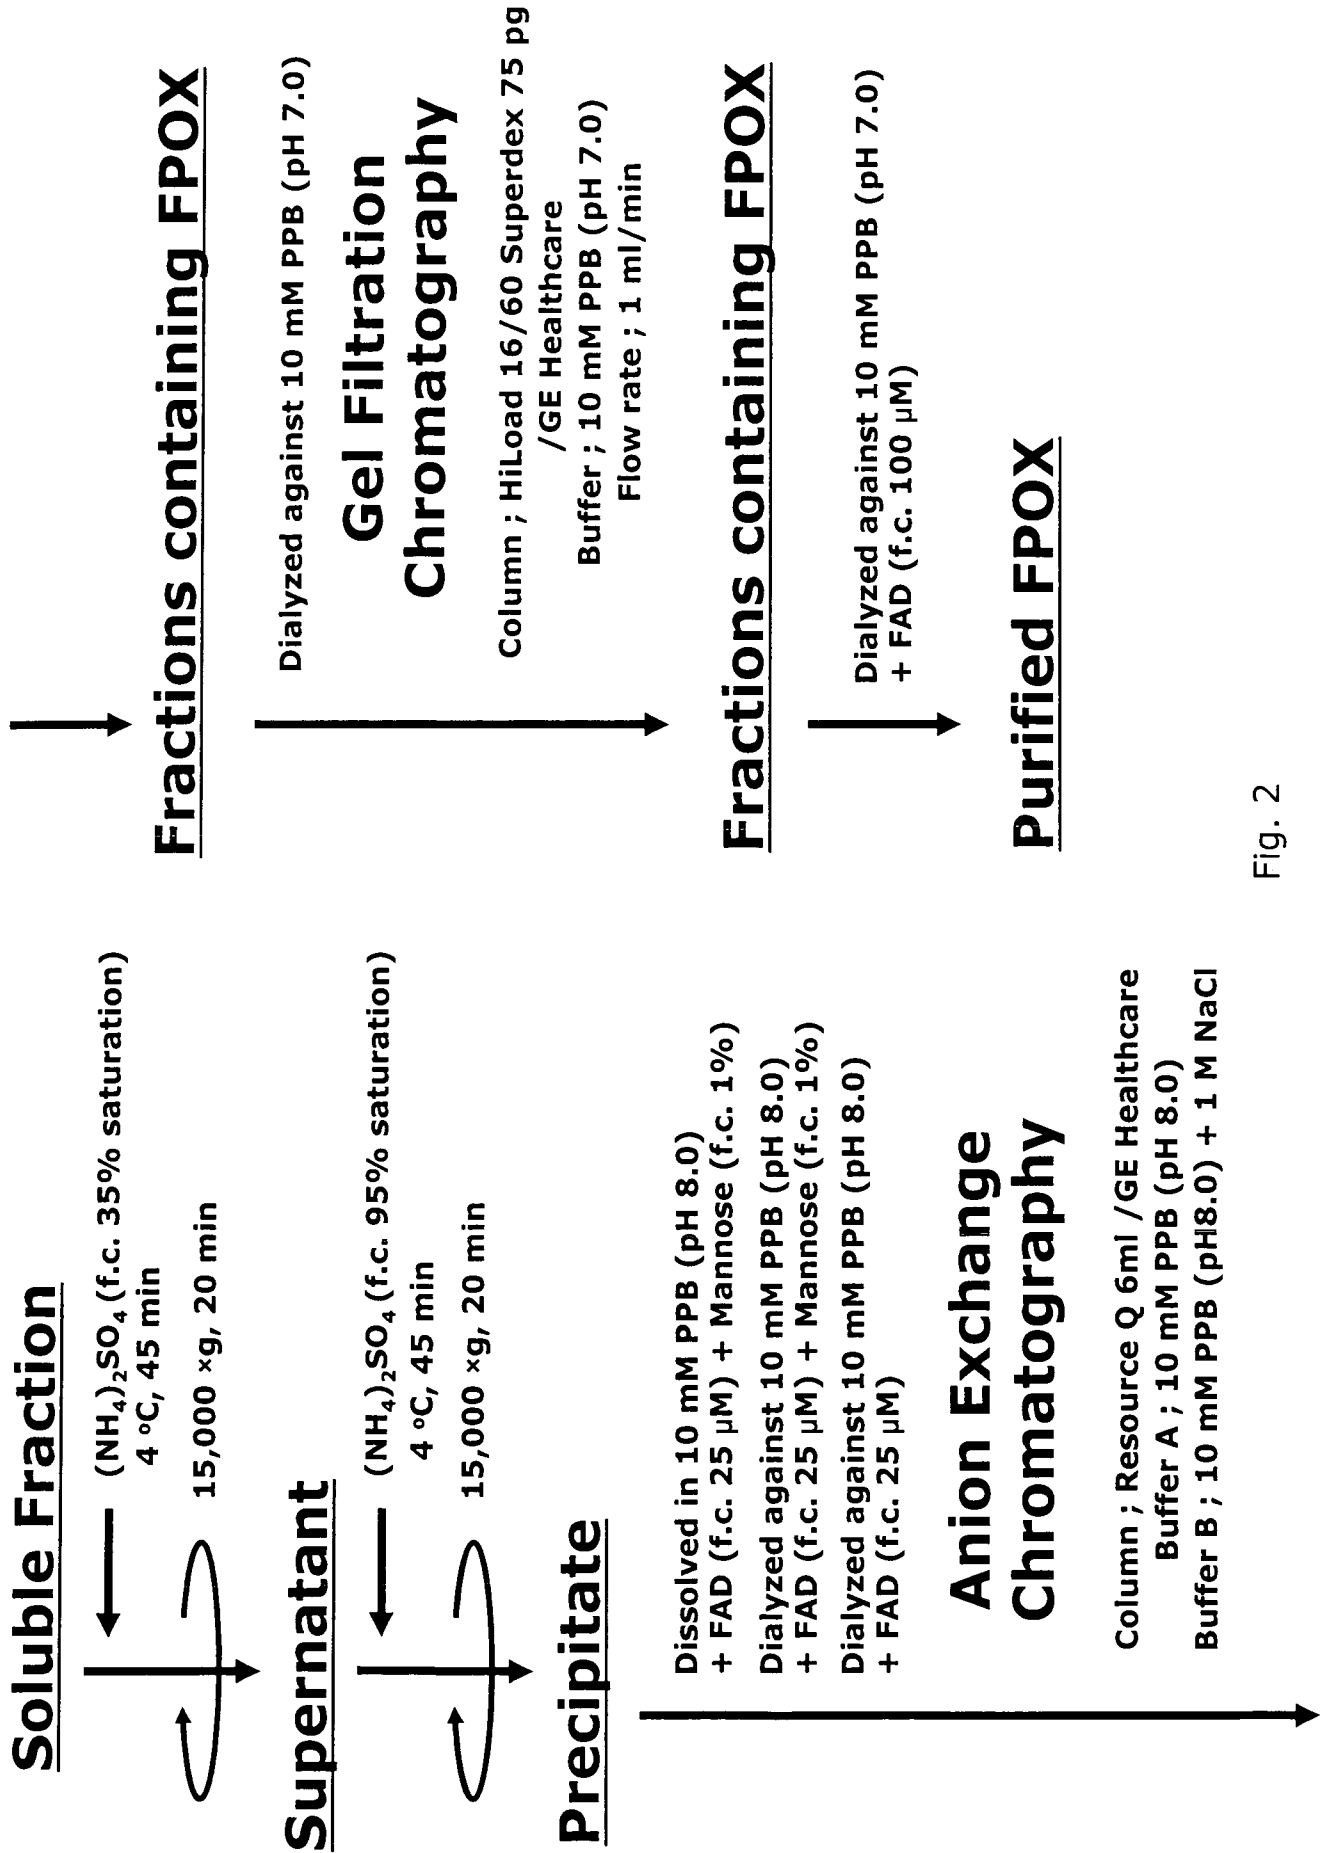 Soluble Fraction
(NH4)2SO4 (f.c. 35% saturation)
4 ºC, 45 min
15,000 ×g, 20 min
Supernatant
(NH4)2SO4 (f.c. 95% saturation)
4 ºC, 45 min
15,000 ×g, 20 min
Precipitate
Dissolved in 10 mM PPB (pH 8.0)
+ FAD (f.c. 25 µM) + Mannose (f.c. 1%)
Dialyzed against 10 mM PPB (pH 8.0)
+ FAD (f.c. 25 µM) + Mannose (f.c. 1%)
Dialyzed against 10 mM PPB (pH 8.0)
+ FAD (f.c. 25 µM)
Anion Exchange
Chromatography
Column ; Resource Q 6ml /GE Healthcare
Buffer A ; 10 mM PPB (pH 8.0)
Buffer B ; 10 mM PPB (pH8.0) + 1 M NaCl
Fractions containing FPOX
Dialyzed against 10 mM PPB (pH 7.0)
Gel Filtration
Chromatography
Column ; HiLoad 16/60 Superdex 75 pg
/GE Healthcare
Buffer ; 10 mM PPB (pH 7.0)
Flow rate ; 1 ml/min
Fractions containing FPOX
Dialyzed against 10 mM PPB (pH 7.0)
+ FAD (f.c. 100 µM)
Purified FPOX
Fig. 2